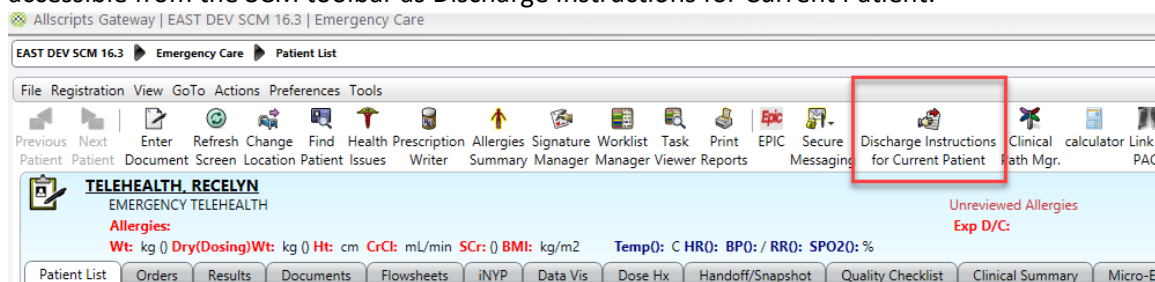 accessible from the SCM toolbar as Discharge Instructions for Current Patient.
Allscripts Gateway | EAST DEV SCM 16.3 | Emergency Care
EAST DEV SCM 16.3 Emergency Care Patient List
File Registration View GoTo Actions Preferences Tools
Previous Next Enter Refresh Change Find Health Prescription Allergies Signature Worklist Task Print EPIC Secure Discharge Instructions Clinical calculator Link
Patient Patient Document Screen Location Patient Issues Writer Summary Manager Manager Viewer Reports Messaging for Current Patient Path Mgr. PAC
Epic
TELEHEALTH, RECELYN
EMERGENCY TELEHEALTH Unreviewed Allergies
Allergies: Exp D/C:
Wt: kg () Dry(Dosing)Wt: kg () Ht: cm CrCl: mL/min SCr: () BMI: kg/m2 Temp(): C HR(): BP(): / RR(): SPO2(): %
Patient List Orders Results Documents Flowsheets iNYP Data Vis Dose Hx Handoff/Snapshot Quality Checklist Clinical Summary Micro-E